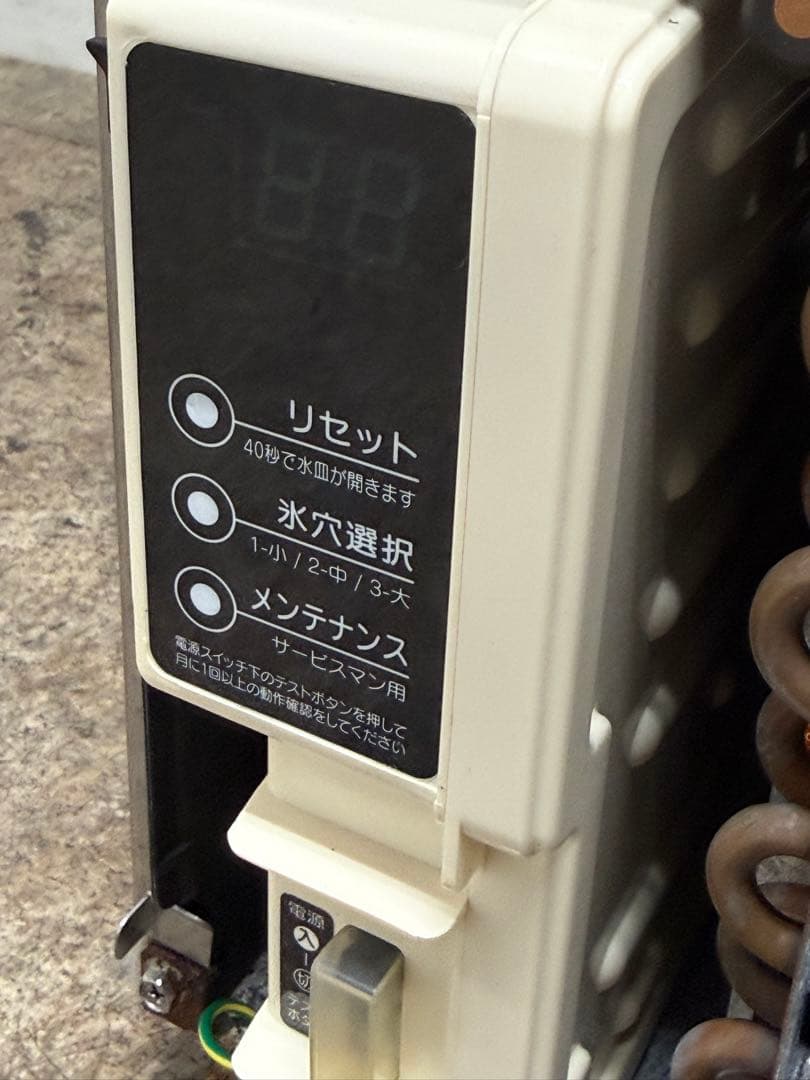 リセット
40秒で水皿が開きます
氷穴選択
1-小 / 2-中 / 3-大
メンテナンス
サービスマン用
電源スイッチ下のテストボタンを押して
月に1回以上の動作確認をしてください
電源
入
切